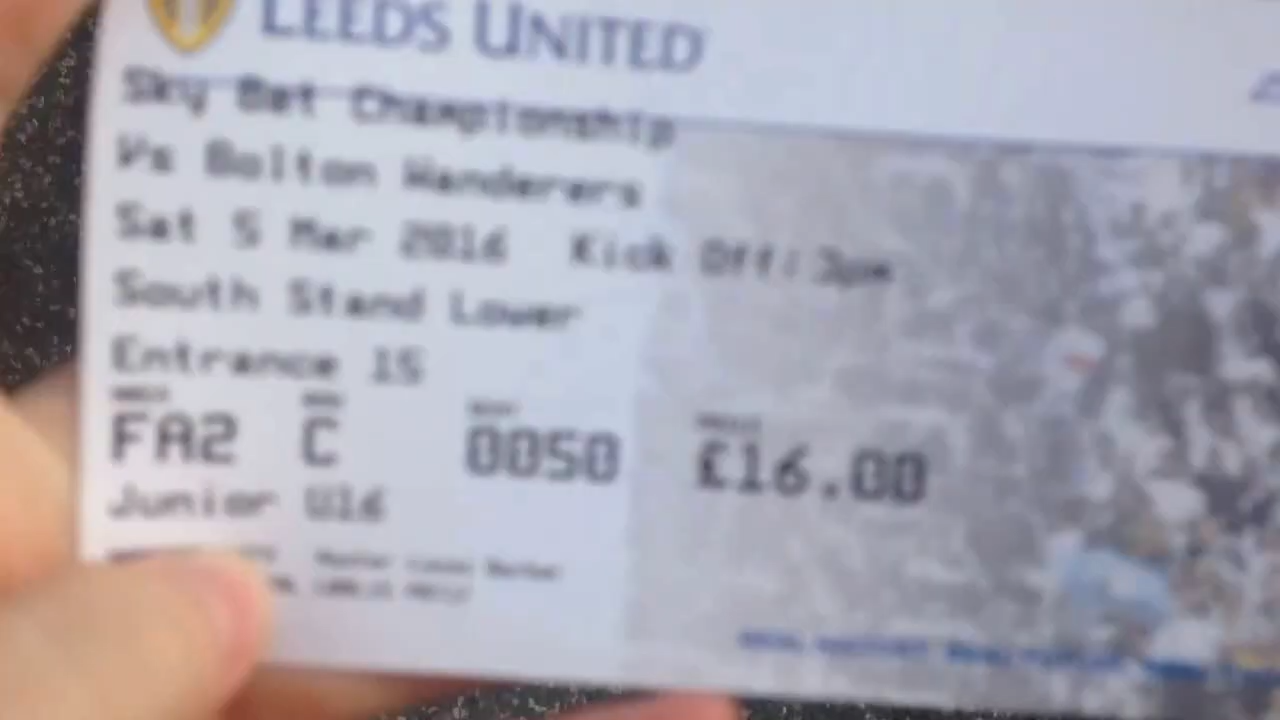 LEEDS UNITED
Sky Bet Championship
Vs Bolton Wanderers
Sat 5 Mar 2016 Kick Off: 3pm
South Stand Lower
Entrance 15
FA2 C 0050 £16.00
Junior U16